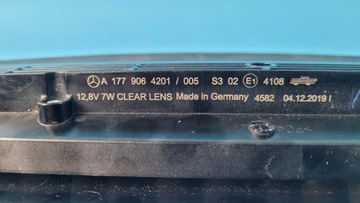 A 177 906 4201 / 005 S3 02 E1 4108
12,8V 7W CLEAR LENS Made in Germany 4582 04.12.2019 I